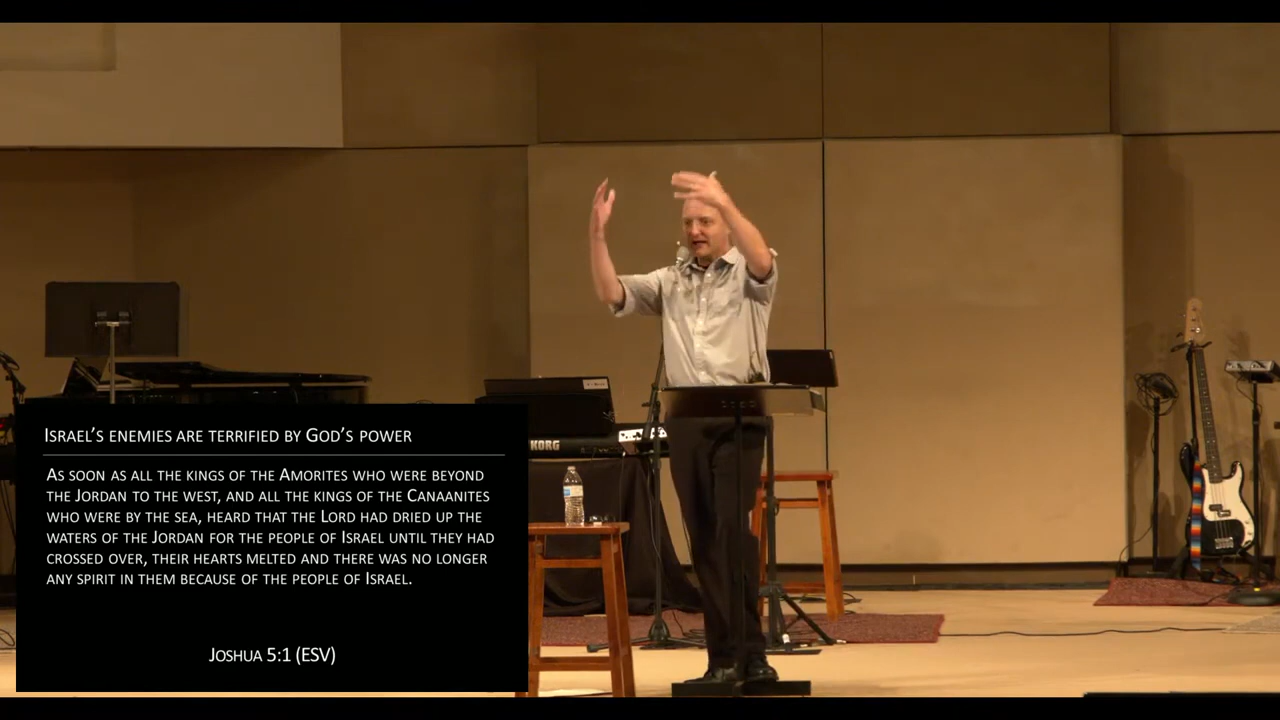 Israel's enemies are terrified by God's power
As soon as all the kings of the Amorites who were beyond
the Jordan to the west, and all the kings of the Canaanites
who were by the sea, heard that the Lord had dried up the
waters of the Jordan for the people of Israel until they had
crossed over, their hearts melted and there was no longer
any spirit in them because of the people of Israel.
Joshua 5:1 (ESV)
KORG